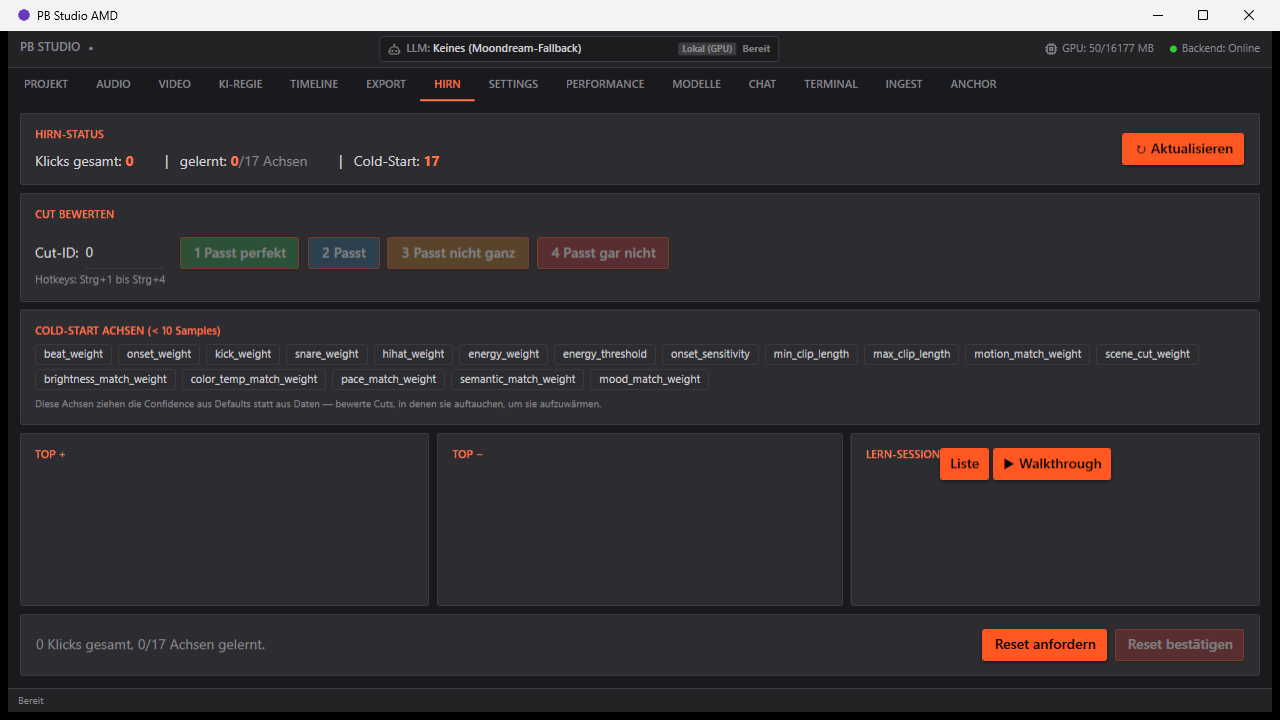 PB Studio AMD
PB STUDIO •
LLM: Keines (Moondream-Fallback) Lokal (GPU) Bereit
GPU: 50/16177 MB Backend: Online
PROJEKT AUDIO VIDEO KI-REGIE TIMELINE EXPORT HIRN SETTINGS PERFORMANCE MODELLE CHAT TERMINAL INGEST ANCHOR
HIRN-STATUS
Klicks gesamt: 0 | gelernt: 0/17 Achsen | Cold-Start: 17
↻ Aktualisieren
CUT BEWERTEN
Cut-ID: 0 1 Passt perfekt 2 Passt 3 Passt nicht ganz 4 Passt gar nicht
Hotkeys: Strg+1 bis Strg+4
COLD-START ACHSEN (< 10 Samples)
beat_weight onset_weight kick_weight snare_weight hihat_weight energy_weight energy_threshold onset_sensitivity min_clip_length max_clip_length motion_match_weight scene_cut_weight
brightness_match_weight color_temp_match_weight pace_match_weight semantic_match_weight mood_match_weight
Diese Achsen ziehen die Confidence aus Defaults statt aus Daten — bewerte Cuts, in denen sie auftauchen, um sie aufzuwärmen.
TOP +
TOP −
LERN-SESSION Liste ▶ Walkthrough
0 Klicks gesamt, 0/17 Achsen gelernt.
Reset anfordern Reset bestätigen
Bereit